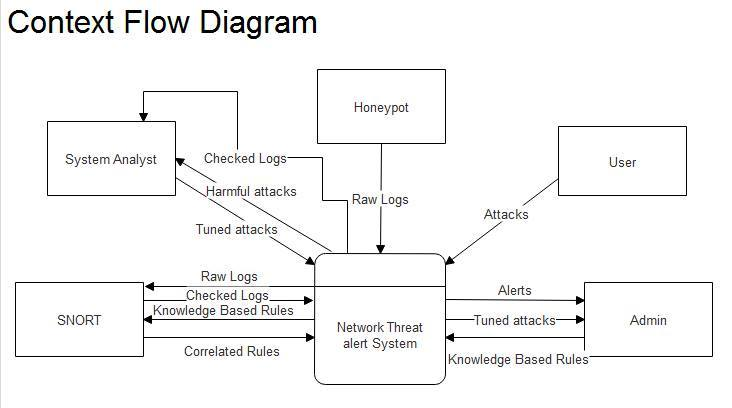 Context Flow Diagram
Honeypot
System Analyst
Checked Logs
User
Harmful attacks
Raw Logs
Attacks
Tuned attacks
Raw Logs
Checked Logs
Knowledge Based Rules
SNORT
Correlated Rules
Network Threat
alert System
Alerts
Tuned attacks
Admin
Knowledge Based Rules